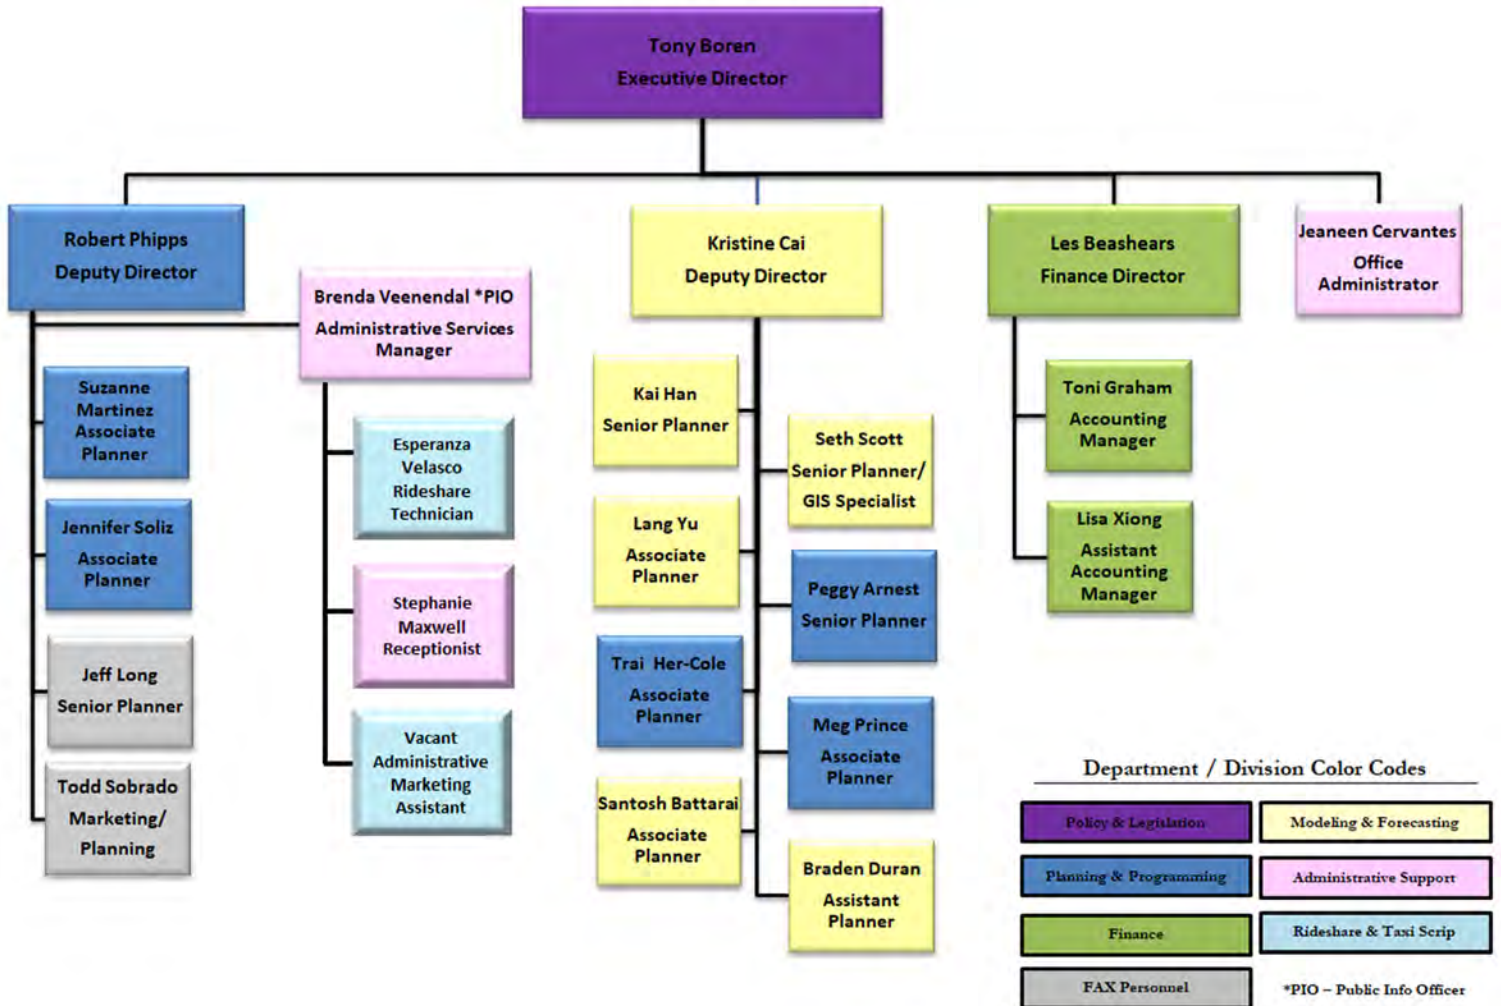 Tony Boren
Executive Director
Robert Phipps
Deputy Director
Kristine Cai
Deputy Director
Les Beashears
Finance Director
Jeaneen Cervantes
Office
Administrator
Brenda Veenendal *PIO
Administrative Services
Manager
Suzanne
Martinez
Associate
Planner
Jennifer Soliz
Associate
Planner
Jeff Long
Senior Planner
Todd Sobrado
Marketing/
Planning
Esperanza
Velasco
Rideshare
Technician
Stephanie
Maxwell
Receptionist
Vacant
Administrative
Marketing
Assistant
Kai Han
Senior Planner
Lang Yu
Associate
Planner
Trai Her-Cole
Associate
Planner
Santosh Battarai
Associate
Planner
Seth Scott
Senior Planner/
GIS Specialist
Peggy Arnest
Senior Planner
Meg Prince
Associate
Planner
Braden Duran
Assistant
Planner
Toni Graham
Accounting
Manager
Lisa Xiong
Assistant
Accounting
Manager
Department / Division Color Codes
Policy & Legislation
Modeling & Forecasting
Planning & Programming
Administrative Support
Finance
Rideshare & Taxi Scrip
FAX Personnel
*PIO – Public Info Officer